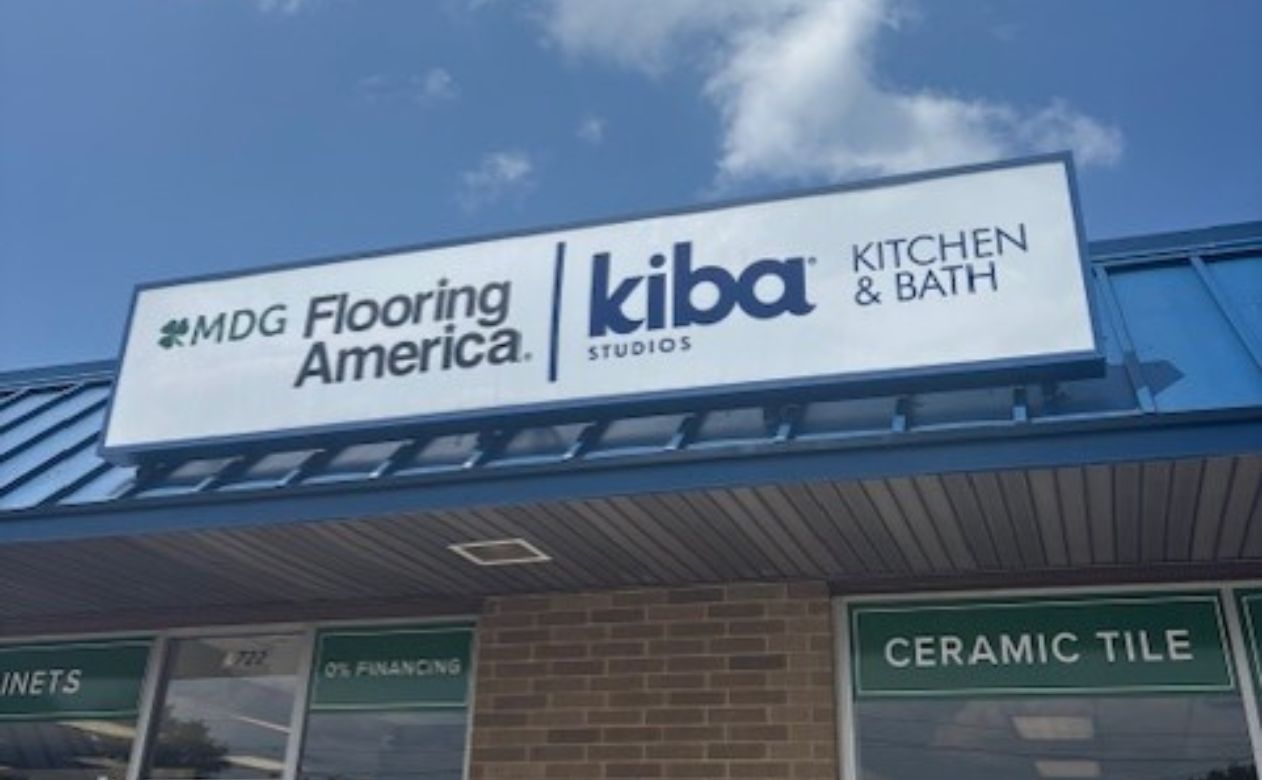 MDG Flooring
America.
kiba
STUDIOS
KITCHEN
& BATH
INETS
722
0% FINANCING
CERAMIC TILE